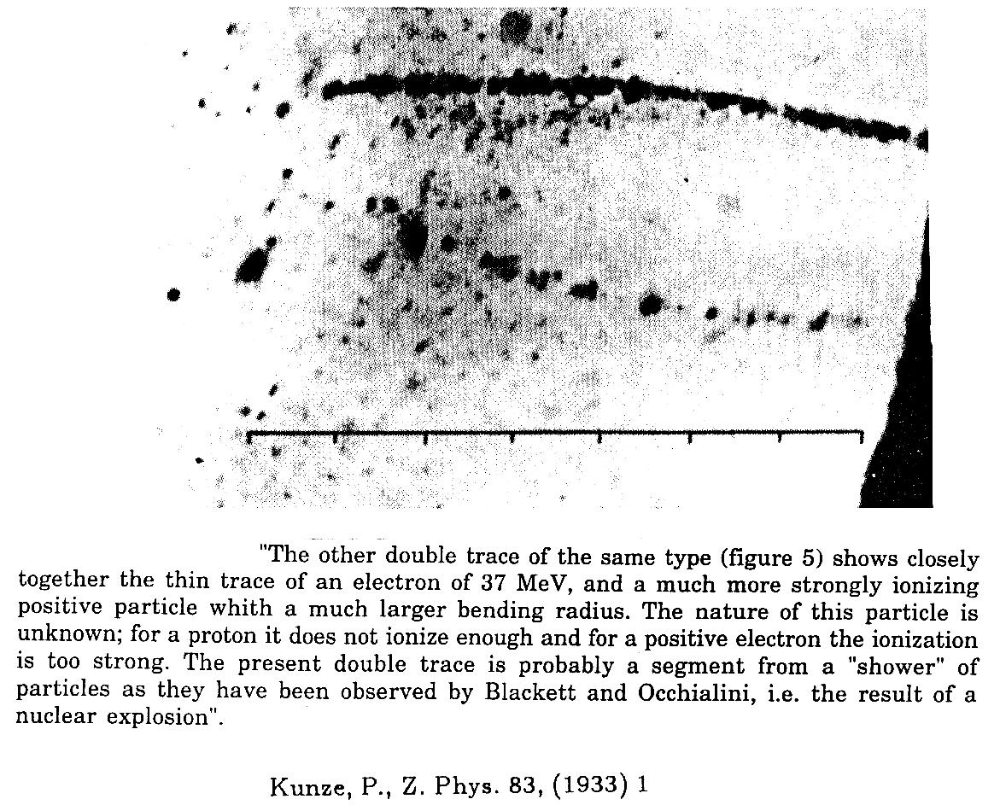 "The other double trace of the same type (figure 5) shows closely
together the thin trace of an electron of 37 MeV, and a much more strongly ionizing
positive particle whith a much larger bending radius. The nature of this particle is
unknown; for a proton it does not ionize enough and for a positive electron the ionization
is too strong. The present double trace is probably a segment from a "shower" of
particles as they have been observed by Blackett and Occhialini, i.e. the result of a
nuclear explosion".
Kunze, P., Z. Phys. 83, (1933) 1